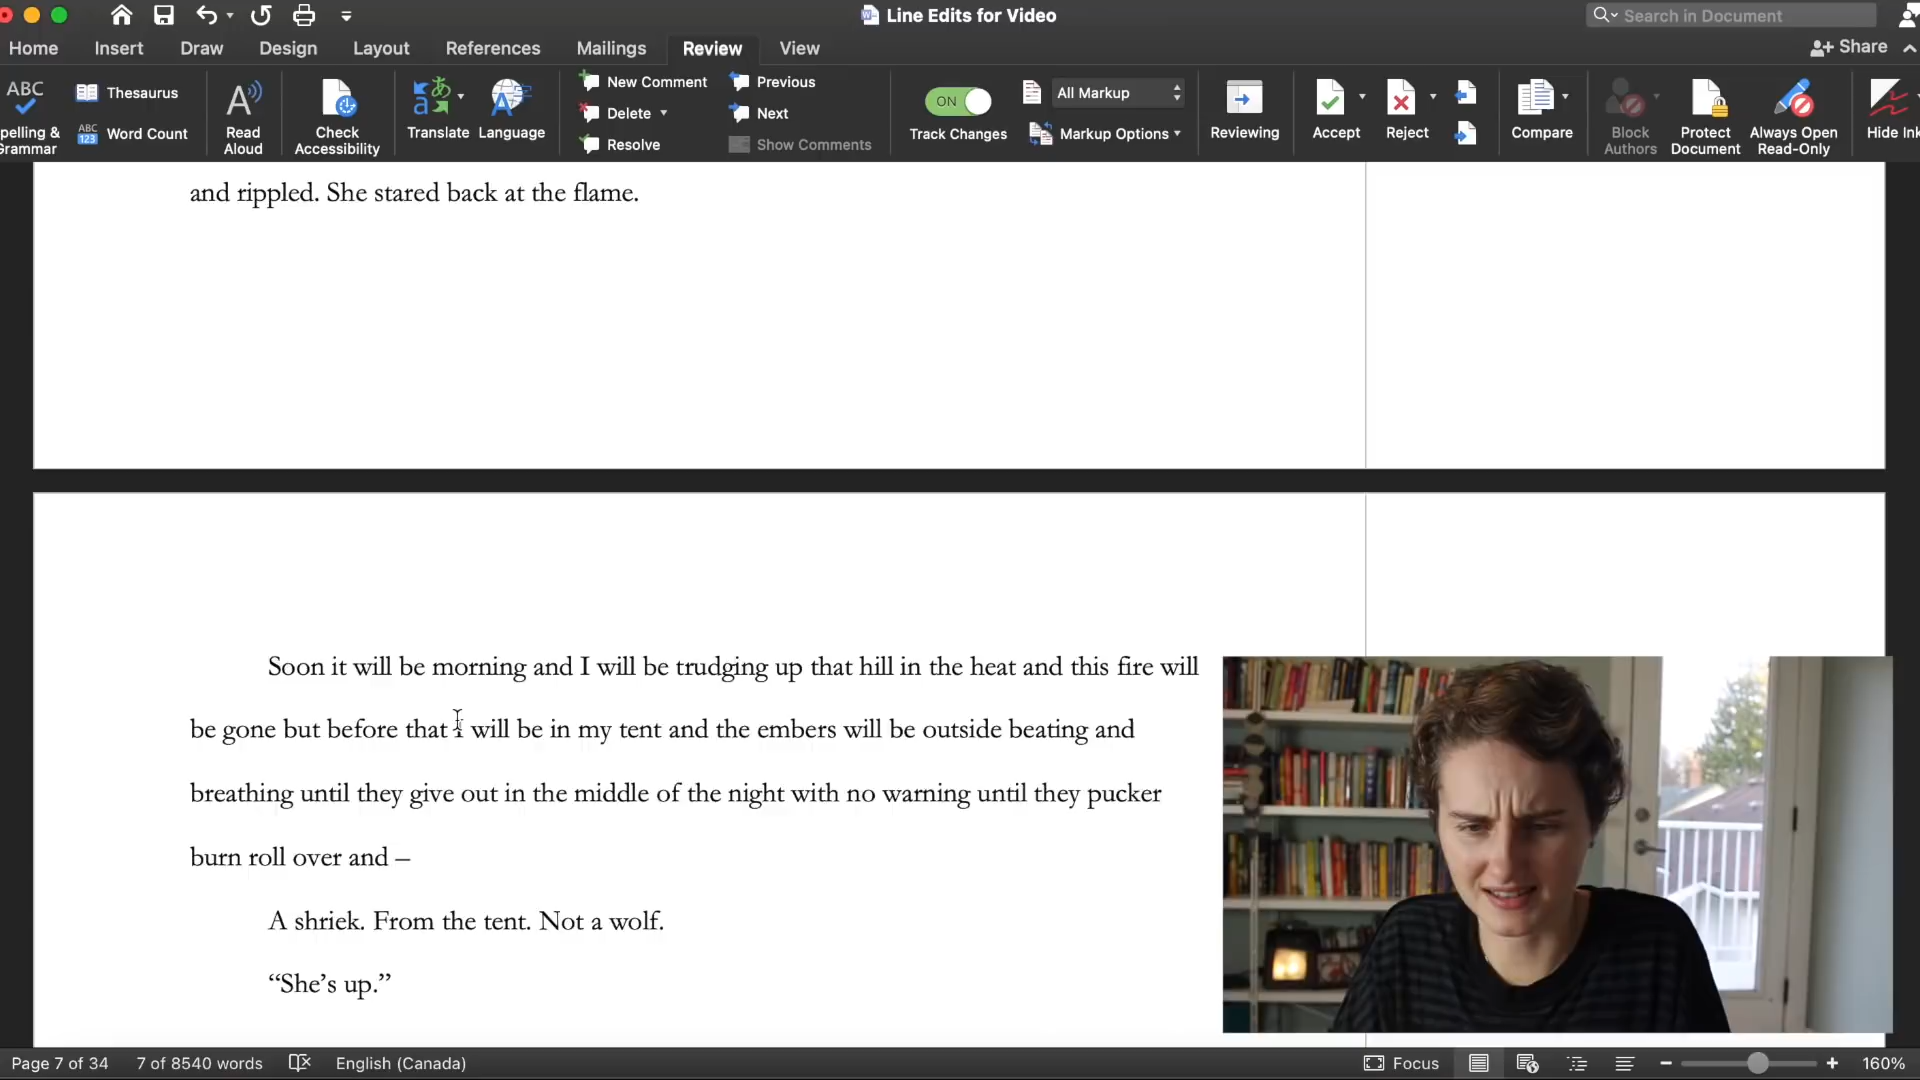 Line Edits for Video
Search in Document
Home Insert Draw Design Layout References Mailings Review View Share
ABC pelling & Grammar
Thesaurus
ABC 123 Word Count
Read Aloud
Check Accessibility
Translate
Language
New Comment
Delete
Resolve
Previous
Next
Show Comments
ON
Track Changes
All Markup
Markup Options
Reviewing
Accept
Reject
Compare
Block Authors
Protect Document
Always Open Read-Only
Hide Ink
and rippled. She stared back at the flame.
Soon it will be morning and I will be trudging up that hill in the heat and this fire will
be gone but before that I will be in my tent and the embers will be outside beating and
breathing until they give out in the middle of the night with no warning until they pucker
burn roll over and –
A shriek. From the tent. Not a wolf.
“She’s up.”
Page 7 of 34 7 of 8540 words English (Canada) Focus 160%